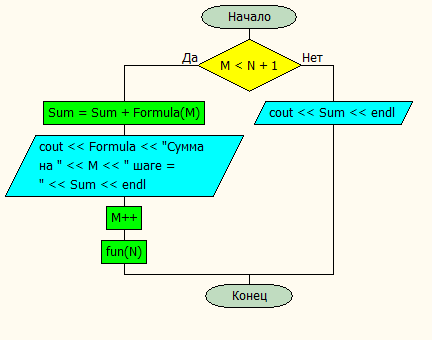 Начало
Да
Нет
M < N + 1
Sum = Sum + Formula(M)
cout << Sum << endl
cout << Formula << "Сумма
на " << M << " шаге =
" << Sum << endl
M++
fun(N)
Конец